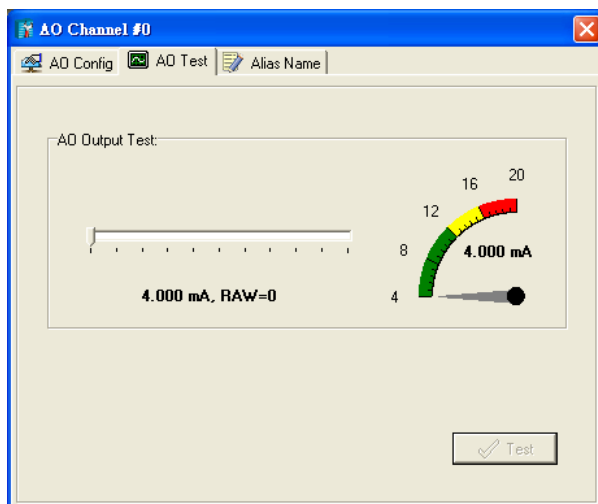 AO Channel #0
AO Config AO Test Alias Name
AO Output Test:
20
16
12
8
4
4.000 mA
4.000 mA, RAW=0
Test